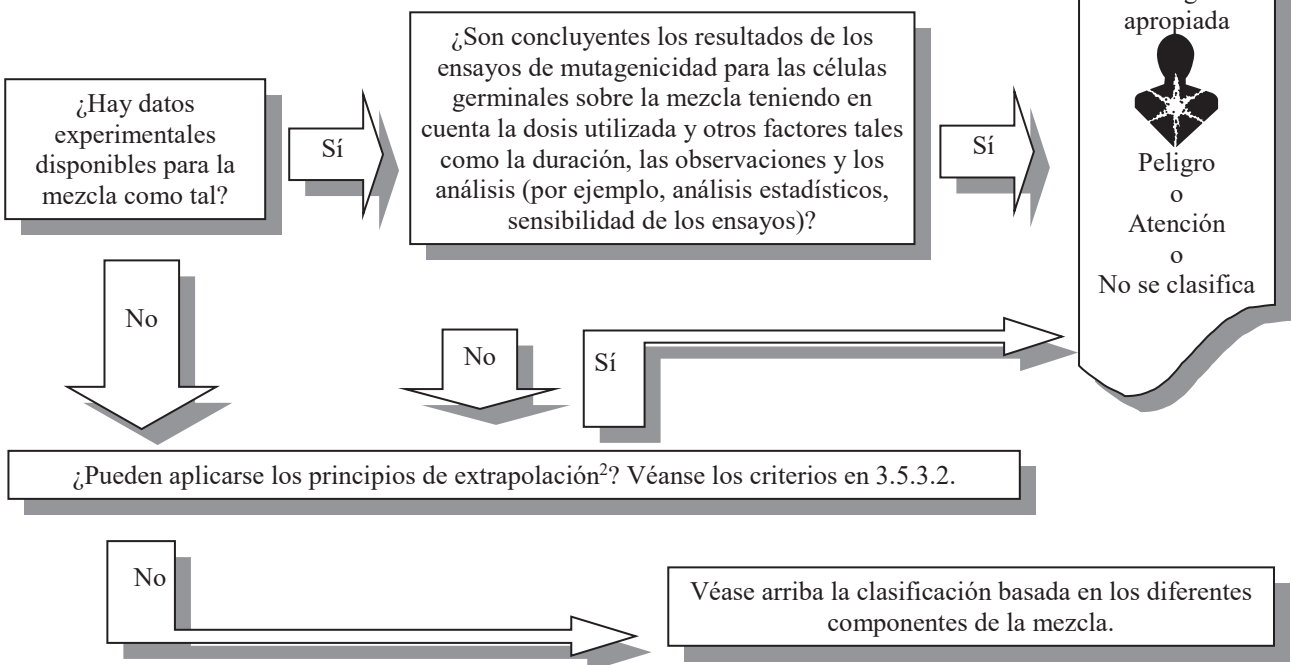 ¿Hay datos
experimentales
disponibles para la
mezcla como tal?
Sí
¿Son concluyentes los resultados de los
ensayos de mutagenicidad para las células
germinales sobre la mezcla teniendo en
cuenta la dosis utilizada y otros factores tales
como la duración, las observaciones y los
análisis (por ejemplo, análisis estadísticos,
sensibilidad de los ensayos)?
Sí
apropiada
Peligro
o
Atención
o
No se clasifica
No
No
Sí
¿Pueden aplicarse los principios de extrapolación²? Véanse los criterios en 3.5.3.2.
No
Véase arriba la clasificación basada en los diferentes
componentes de la mezcla.